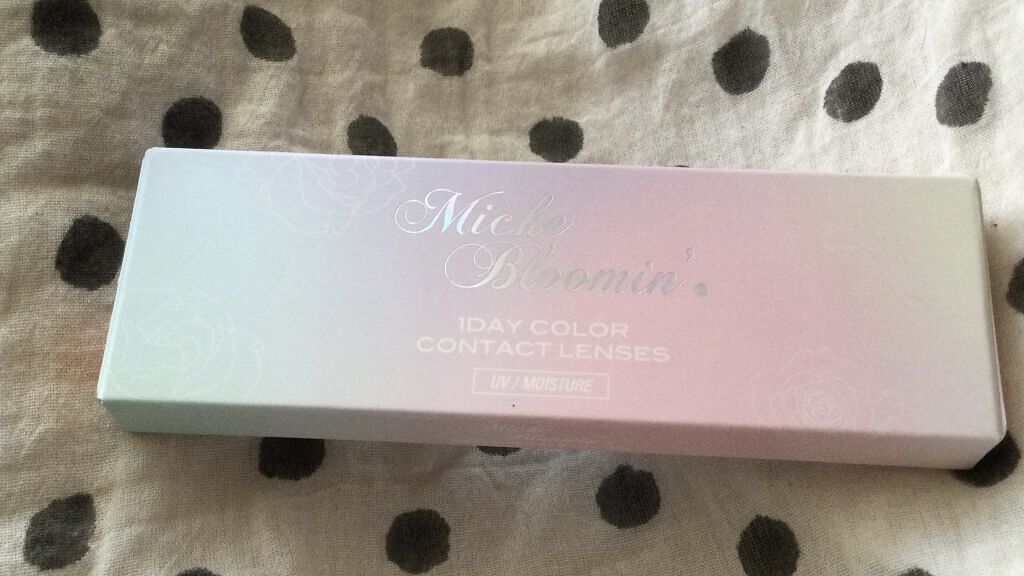 Miche
Bloomin'
1DAY COLOR
CONTACT LENSES
UV / MOISTURE